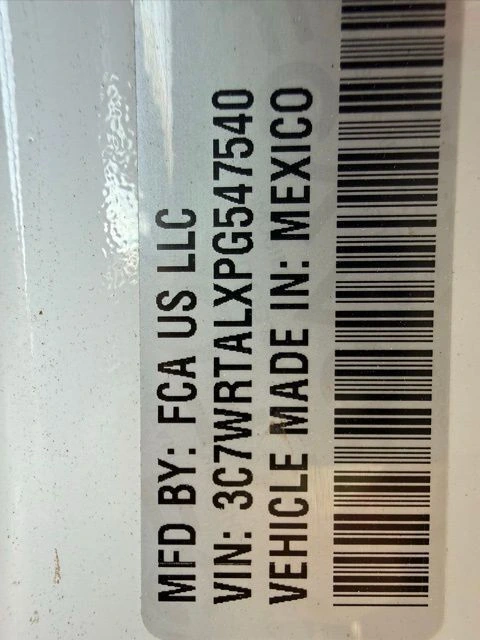 MFD BY: FCA US LLC
VIN: 3C7WRTALXPG547540
VEHICLE MADE IN: MEXICO